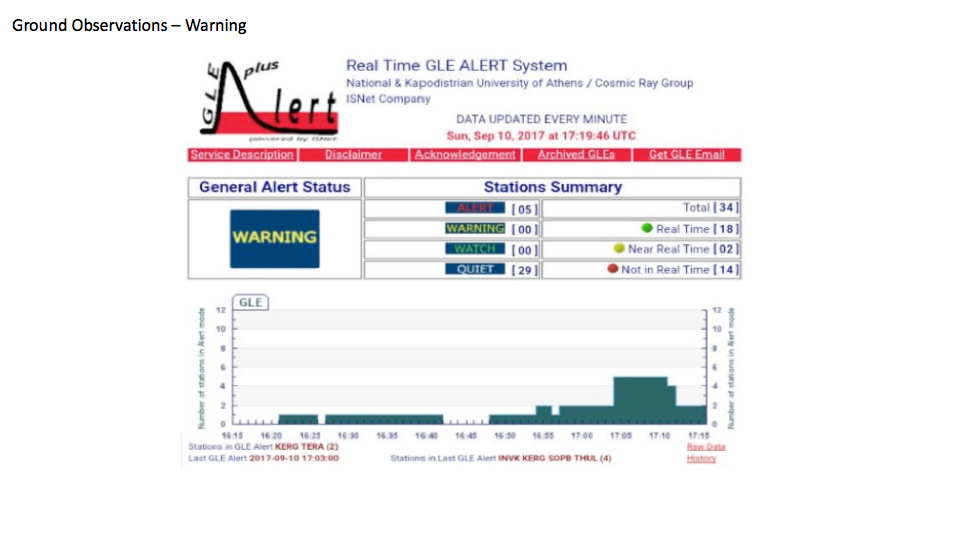 Ground Observations – Warning
GLE Alert plus
powered by ISNet
Real Time GLE ALERT System
National & Kapodistrian University of Athens / Cosmic Ray Group
ISNet Company
DATA UPDATED EVERY MINUTE
Sun, Sep 10, 2017 at 17:19:46 UTC
Service Description Disclaimer Acknowledgement Archived GLEs Get GLE Email
General Alert Status Stations Summary
WARNING
ALERT [ 05 ] Total [ 34 ]
WARNING [ 00 ] Real Time [ 18 ]
WATCH [ 00 ] Near Real Time [ 02 ]
QUIET [ 29 ] Not in Real Time [ 14 ]
GLE
Number of stations in Alert mode
12 12
10 10
8 8
6 6
4 4
2 2
0 0
Number of stations in Alert mode
16:15 16:20 16:25 16:30 16:35 16:40 16:45 16:50 16:55 17:00 17:05 17:10 17:15
Stations in GLE Alert KERG TERA (2) Raw Data
Last GLE Alert 2017-09-10 17:03:00 Stations in Last GLE Alert INVK KERG SOPB THUL (4) History